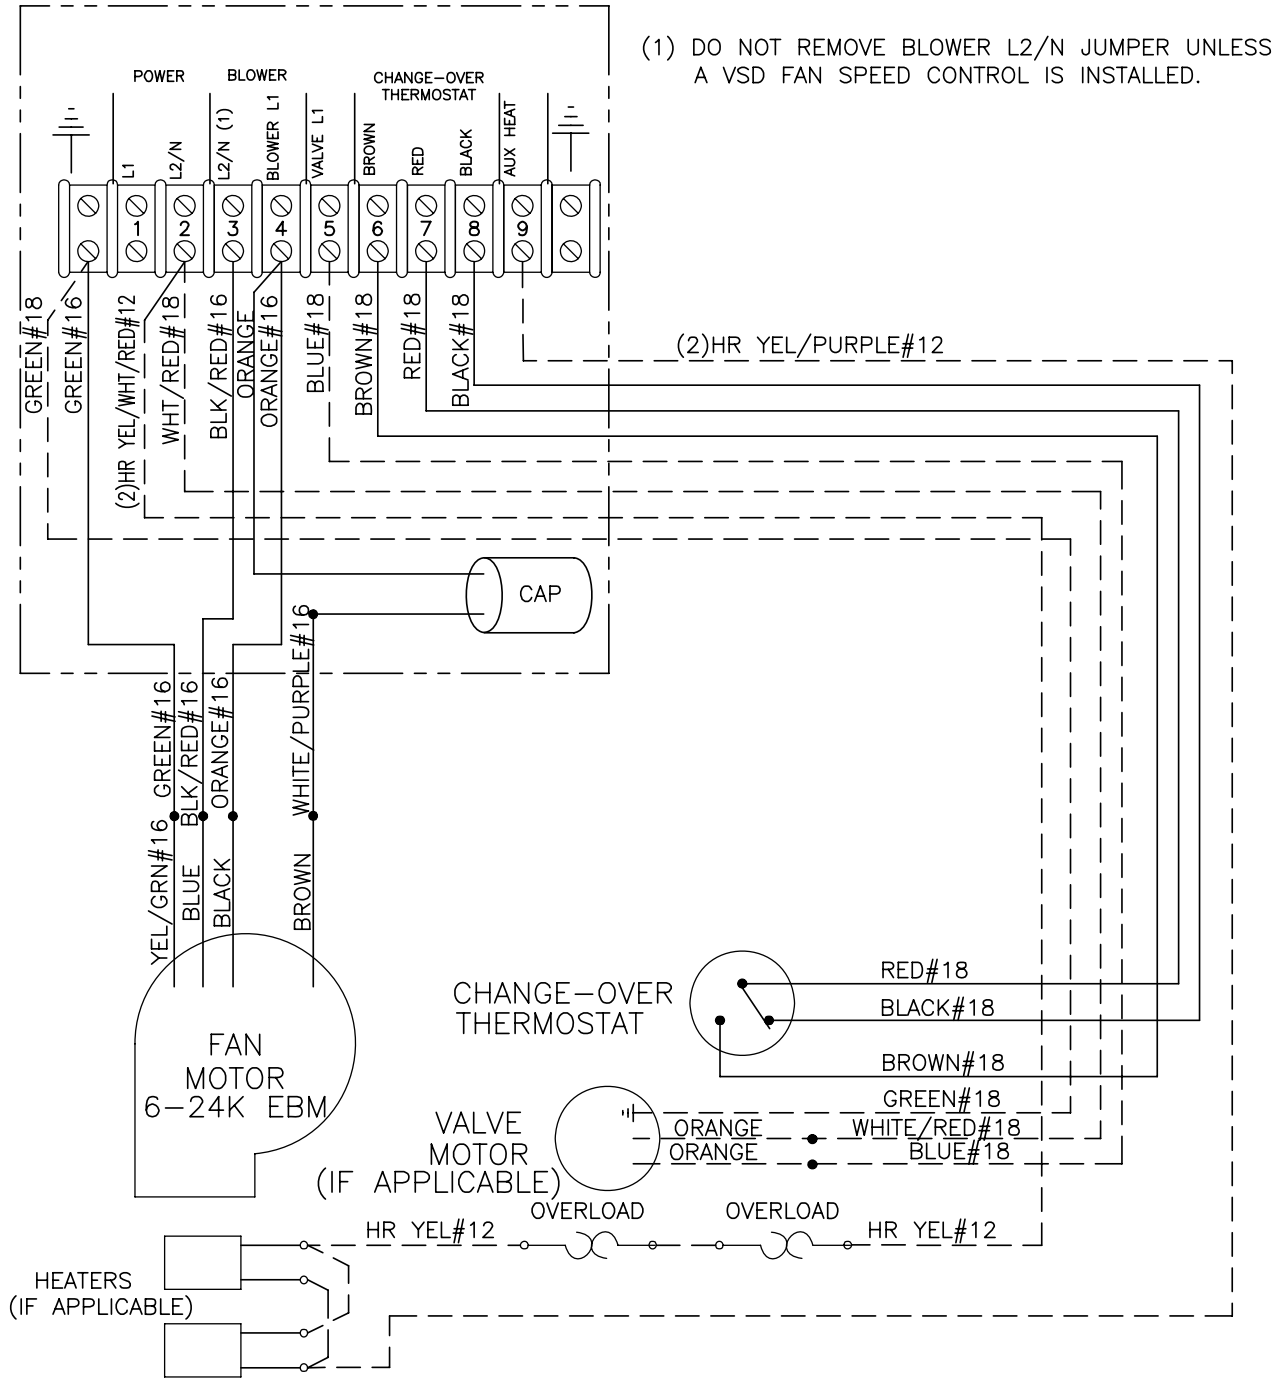 (1) DO NOT REMOVE BLOWER L2/N JUMPER UNLESS
A VSD FAN SPEED CONTROL IS INSTALLED.
POWER
BLOWER
CHANGE-OVER
THERMOSTAT
L1
L2/N
L2/N (1)
BLOWER L1
VALVE L1
BROWN
RED
BLACK
AUX HEAT
1
2
3
4
5
6
7
8
9
GREEN#18
GREEN#16
(2)HR YEL/WHT/RED#12
WHT/RED#18
BLK/RED#16
ORANGE
ORANGE#16
BLUE#18
BROWN#18
RED#18
BLACK#18
(2)HR YEL/PURPLE#12
CAP
GREEN#16
BLK/RED#16
ORANGE#16
WHITE/PURPLE#16
YEL/GRN#16
BLUE
BLACK
BROWN
FAN
MOTOR
6-24K EBM
CHANGE-OVER
THERMOSTAT
RED#18
BLACK#18
BROWN#18
VALVE
MOTOR
(IF APPLICABLE)
GREEN#18
ORANGE
WHITE/RED#18
ORANGE
BLUE#18
OVERLOAD
OVERLOAD
HR YEL#12
HR YEL#12
HEATERS
(IF APPLICABLE)